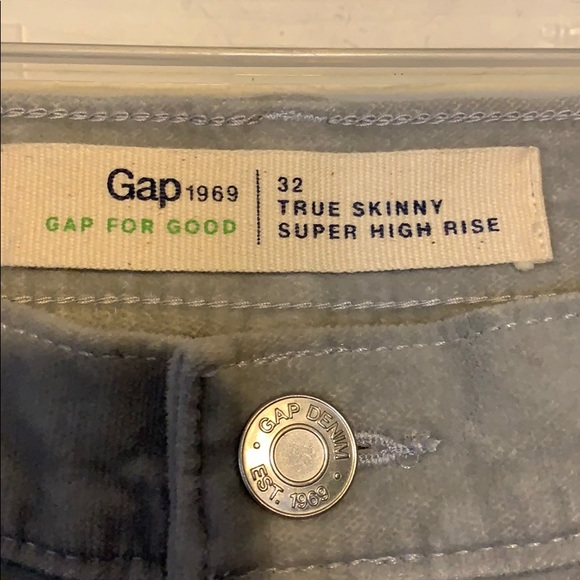 Gap 1969
GAP FOR GOOD
32
TRUE SKINNY
SUPER HIGH RISE
· GAP DENIM ·
EST. 1969